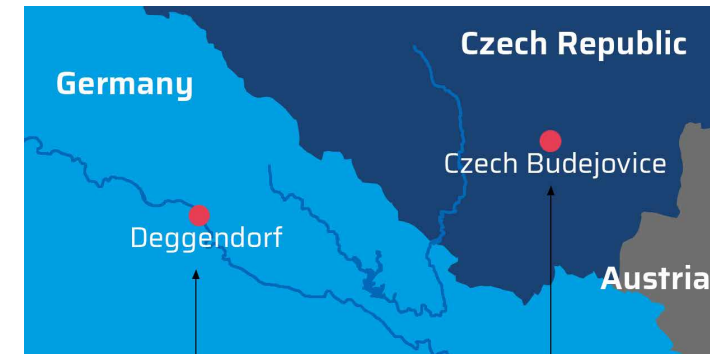 Czech Republic
Germany
Czech Budejovice
Deggendorf
Austria